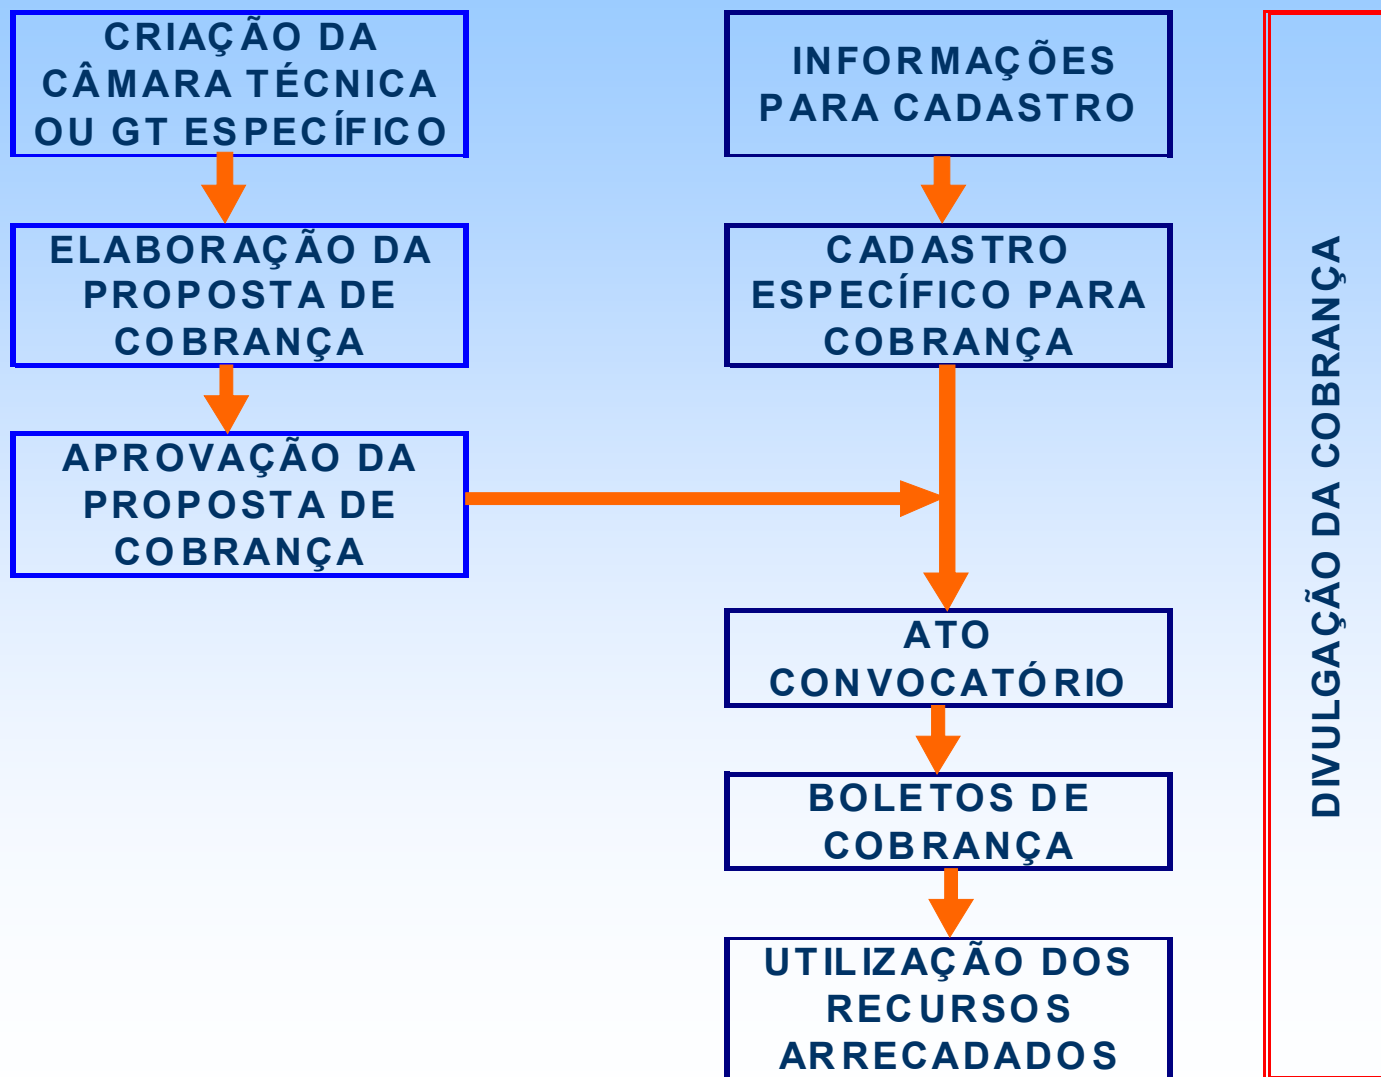 CRIAÇÃO DA
CÂMARA TÉCNICA
OU GT ESPECÍFICO
ELABORAÇÃO DA
PROPOSTA DE
COBRANÇA
APROVAÇÃO DA
PROPOSTA DE
COBRANÇA
INFORMAÇÕES
PARA CADASTRO
CADASTRO
ESPECÍFICO PARA
COBRANÇA
ATO
CONVOCATÓRIO
BOLETOS DE
COBRANÇA
UTILIZAÇÃO DOS
RECURSOS
ARRECADADOS
DIVULGAÇÃO DA COBRANÇA